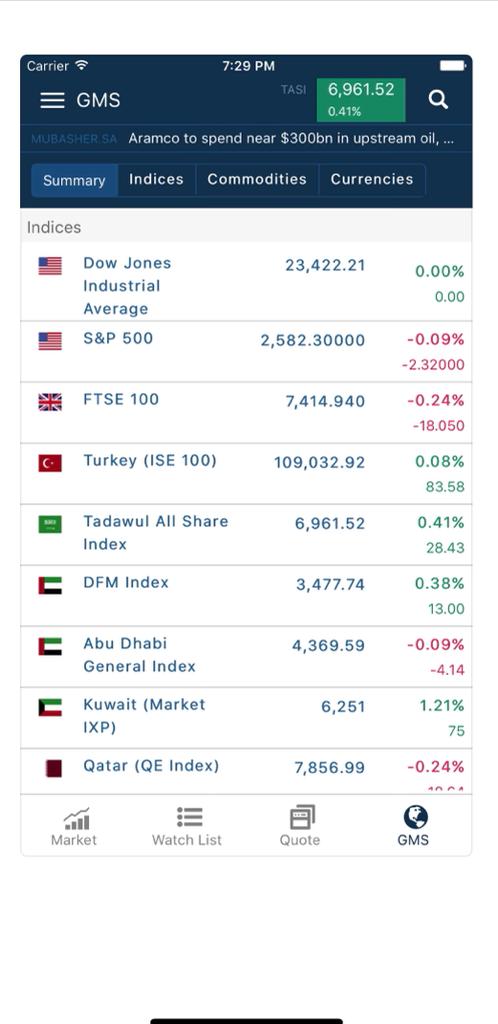 Carrier 7:29 PM
GMS TASI 6,961.52
0.41%
MUBASHER.SA Aramco to spend near $300bn in upstream oil, ...
Summary Indices Commodities Currencies
Indices
Dow Jones 23,422.21 0.00%
Industrial 0.00
Average
S&P 500 2,582.30000 -0.09%
-2.32000
FTSE 100 7,414.940 -0.24%
-18.050
Turkey (ISE 100) 109,032.92 0.08%
83.58
Tadawul All Share 6,961.52 0.41%
Index 28.43
DFM Index 3,477.74 0.38%
13.00
Abu Dhabi 4,369.59 -0.09%
General Index -4.14
Kuwait (Market 6,251 1.21%
IXP) 75
Qatar (QE Index) 7,856.99 -0.24%
Market Watch List Quote GMS